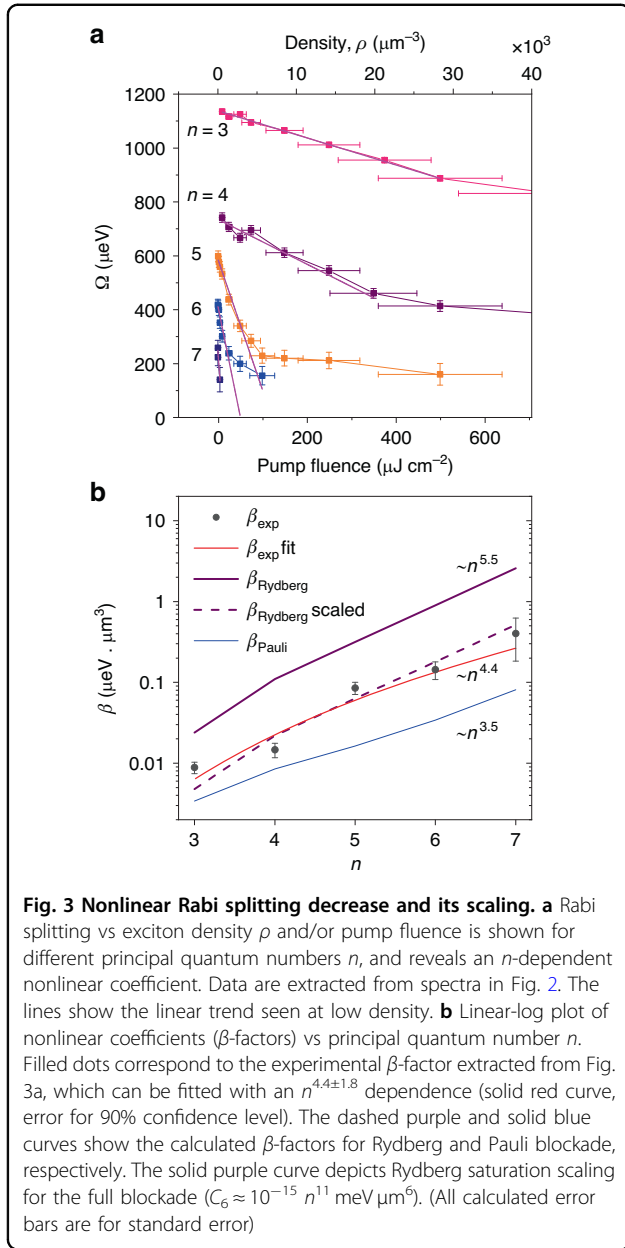 a
Density, ρ (μm⁻³)
0 10 20 30 40 ×10³
1200
1000
800
600
400
200
0
n = 3
n = 4
5
6
7
Ω (μeV)
0 200 400 600
Pump fluence (μJ cm⁻²)
b
10
1
0.1
0.01
β (μeV . μm³)
β_exp
β_exp fit
β_Rydberg
β_Rydberg scaled
β_Pauli
~n^5.5
~n^4.4
~n^3.5
3 4 5 6 7
n
Fig. 3 Nonlinear Rabi splitting decrease and its scaling. a Rabi
splitting vs exciton density ρ and/or pump fluence is shown for
different principal quantum numbers n, and reveals an n-dependent
nonlinear coefficient. Data are extracted from spectra in Fig. 2. The
lines show the linear trend seen at low density. b Linear-log plot of
nonlinear coefficients (β-factors) vs principal quantum number n.
Filled dots correspond to the experimental β-factor extracted from Fig.
3a, which can be fitted with an n^4.4±1.8 dependence (solid red curve,
error for 90% confidence level). The dashed purple and solid blue
curves show the calculated β-factors for Rydberg and Pauli blockade,
respectively. The solid purple curve depicts Rydberg saturation scaling
for the full blockade (C₆ ≈ 10⁻¹⁵ n¹¹ meV μm⁶). (All calculated error
bars are for standard error)